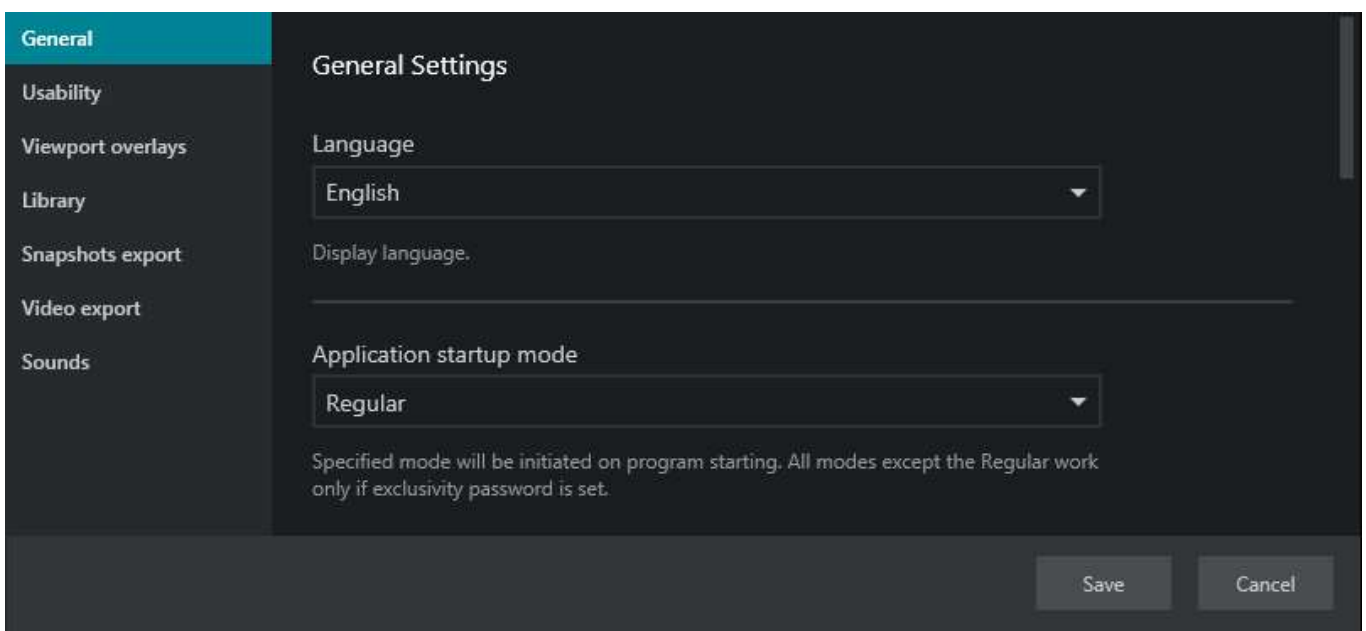 General
Usability
Viewport overlays
Library
Snapshots export
Video export
Sounds
General Settings
Language
English
Display language.
Application startup mode
Regular
Specified mode will be initiated on program starting. All modes except the Regular work
only if exclusivity password is set.
Save
Cancel